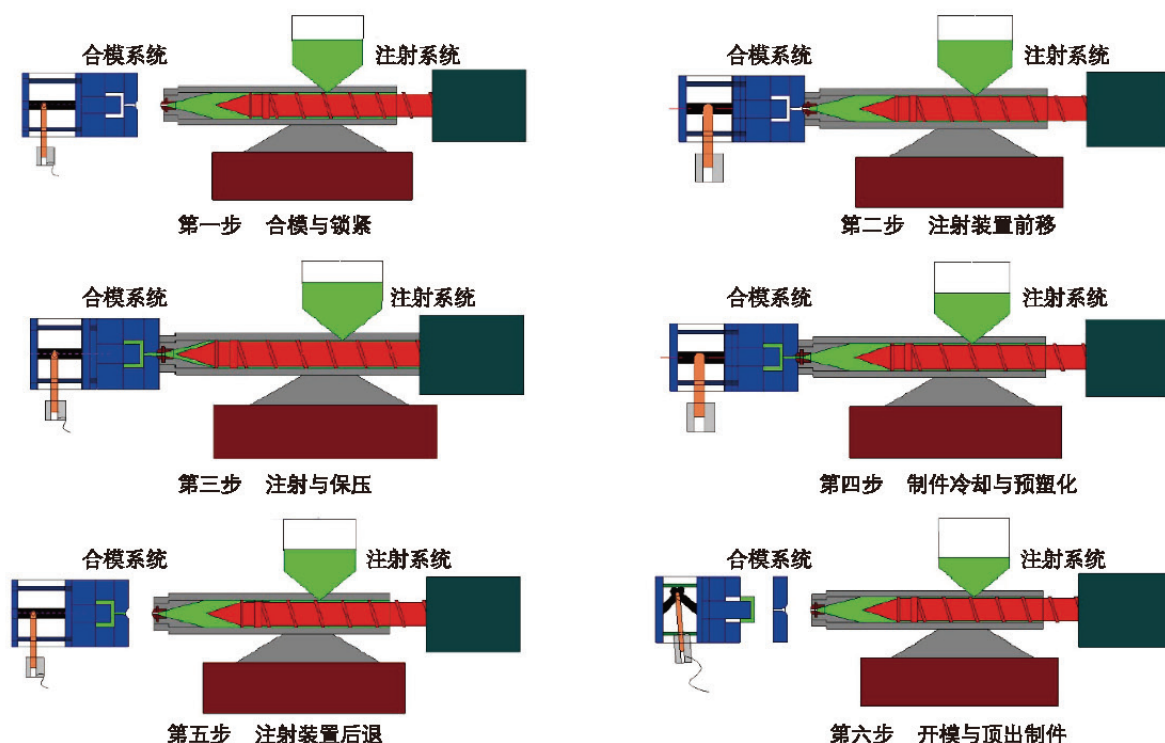 合模系统 注射系统
第一步 合模与锁紧
合模系统 注射系统
第二步 注射装置前移
合模系统 注射系统
第三步 注射与保压
合模系统 注射系统
第四步 制件冷却与预塑化
合模系统 注射系统
第五步 注射装置后退
合模系统 注射系统
第六步 开模与顶出制件